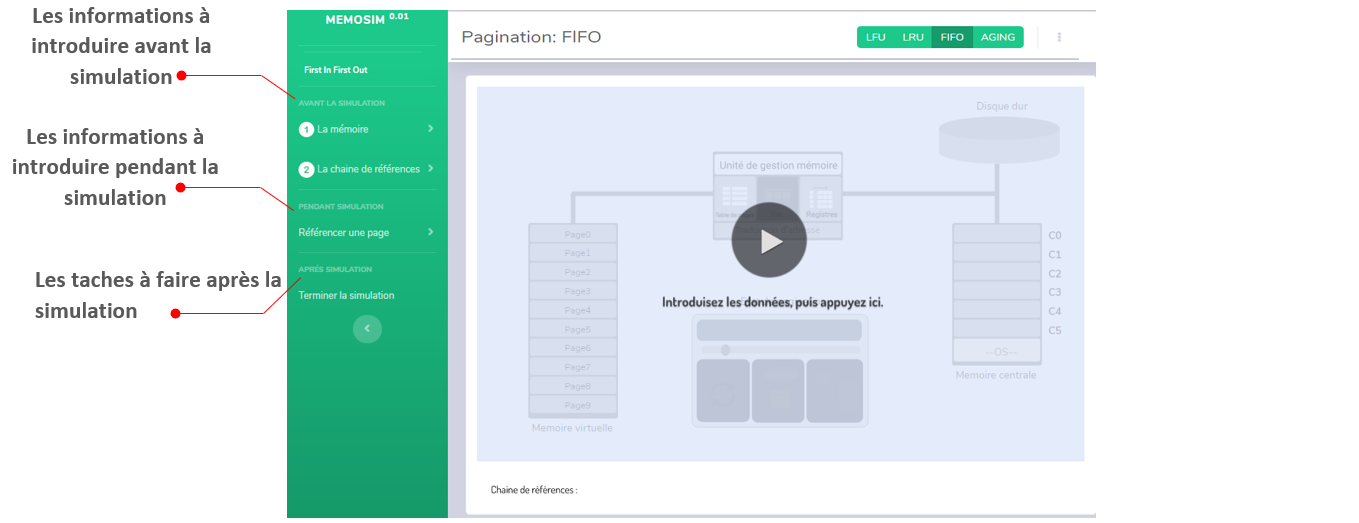 Les informations à
introduire avant la
simulation
Les informations à
introduire pendant la
simulation
Les taches à faire après la
simulation
MEMOSIM 0.01
First In First Out
AVANT LA SIMULATION
1 La mémoire
2 La chaine de références
PENDANT SIMULATION
Référencer une page
APRÉS SIMULATION
Terminer la simulation
Pagination: FIFO
LFU LRU FIFO AGING
Disque dur
Unité de gestion mémoire
Registres
Page0
Page1
Page2
Page3
Page4
Page5
Page6
Page7
Page8
Page9
Memoire virtuelle
Introduisez les données, puis appuyez ici.
C0
C1
C2
C3
C4
C5
--OS--
Memoire centrale
Chaine de références :